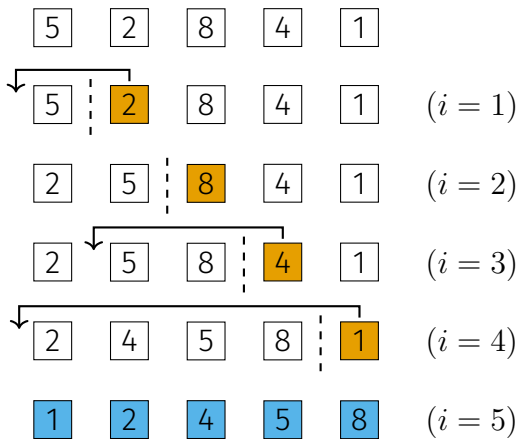 5 2 8 4 1
5 2 8 4 1 (i = 1)
2 5 8 4 1 (i = 2)
2 5 8 4 1 (i = 3)
2 4 5 8 1 (i = 4)
1 2 4 5 8 (i = 5)